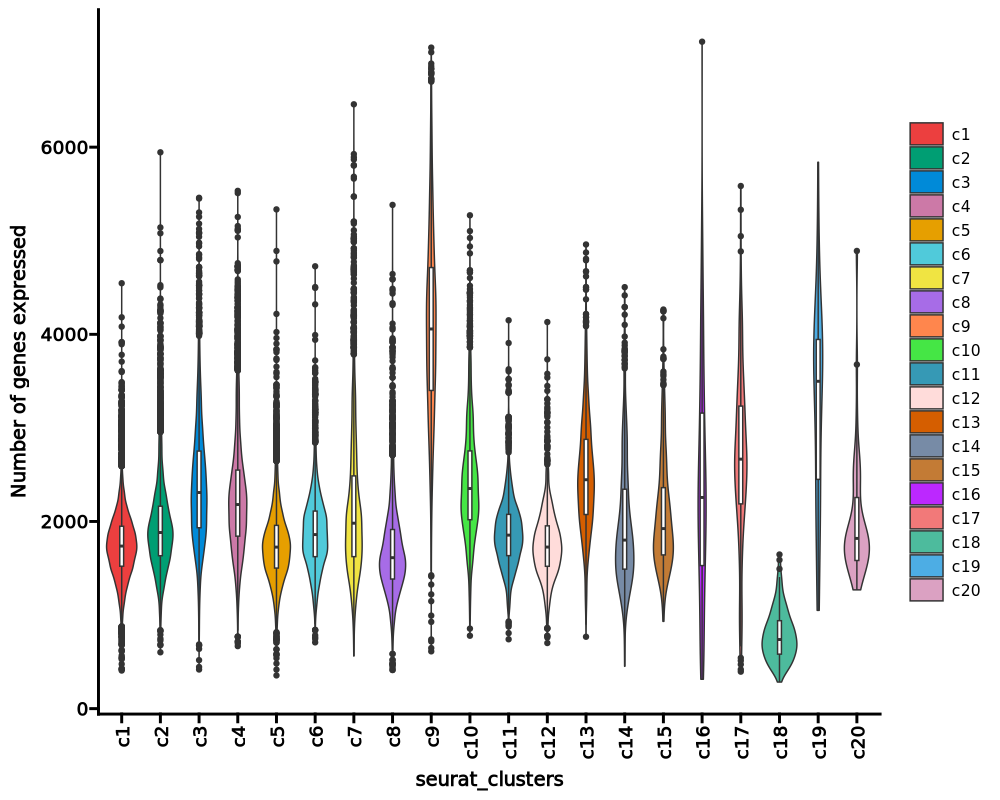 Number of genes expressed
6000
4000
2000
0
c1 c2 c3 c4 c5 c6 c7 c8 c9 c10 c11 c12 c13 c14 c15 c16 c17 c18 c19 c20
seurat_clusters
c1
c2
c3
c4
c5
c6
c7
c8
c9
c10
c11
c12
c13
c14
c15
c16
c17
c18
c19
c20